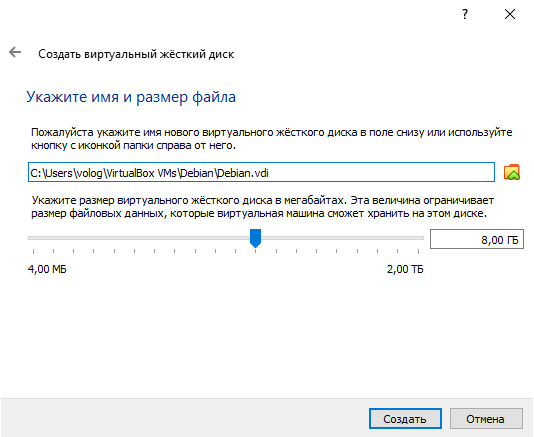 ?
Создать виртуальный жёсткий диск
Укажите имя и размер файла
Пожалуйста укажите имя нового виртуального жёсткого диска в поле снизу или используйте
кнопку с иконкой папки справа от него.
C:\Users\volog\VirtualBox VMs\Debian\Debian.vdi
Укажите размер виртуального жёсткого диска в мегабайтах. Эта величина ограничивает
размер файловых данных, которые виртуальная машина сможет хранить на этом диске.
8,00 ГБ
4,00 МБ
2,00 ТБ
Создать
Отмена